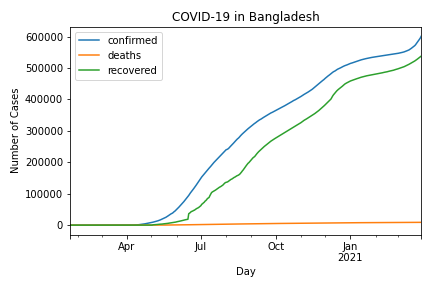 COVID-19 in Bangladesh
confirmed
deaths
recovered
Number of Cases
600000
500000
400000
300000
200000
100000
0
Apr
Jul
Oct
Jan
2021
Day